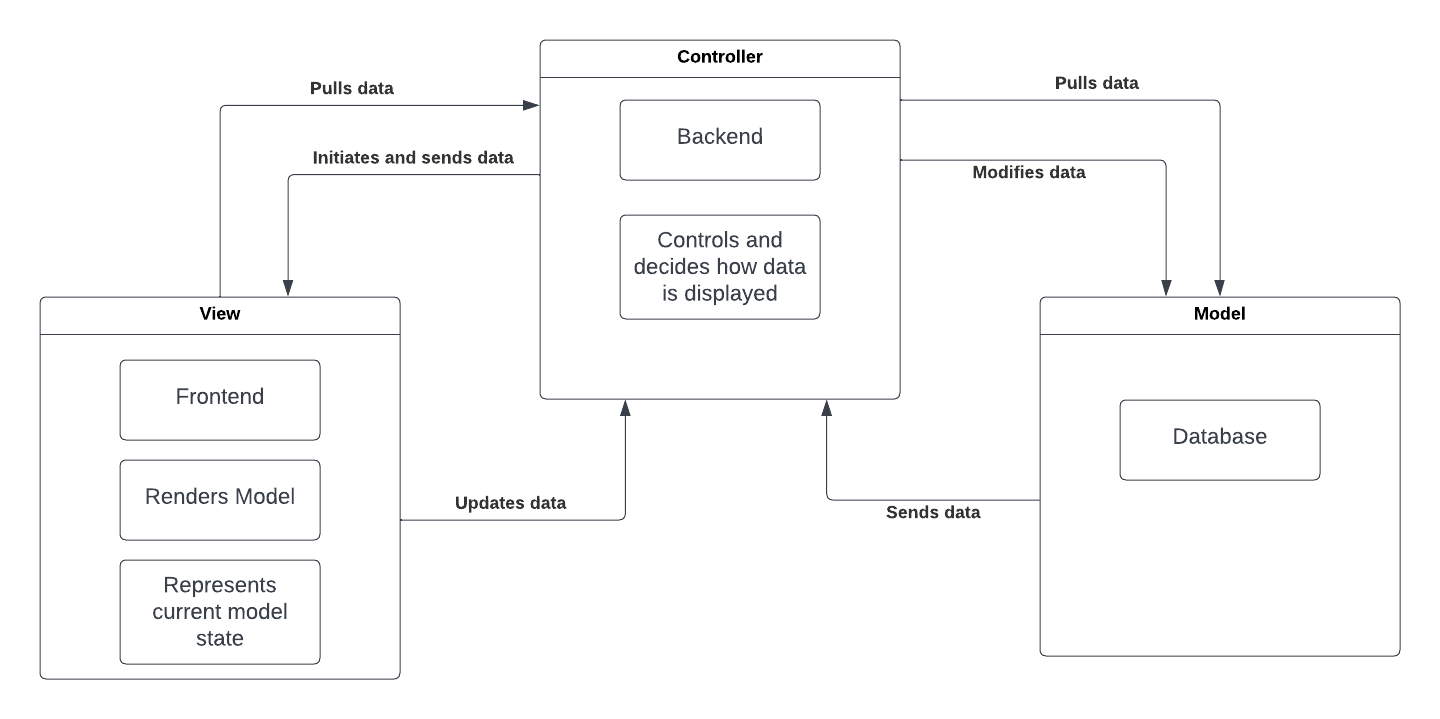 Controller
Pulls data
Pulls data
Backend
Initiates and sends data
Modifies data
Controls and
decides how data
is displayed
View
Model
Frontend
Database
Renders Model
Updates data
Sends data
Represents
current model
state